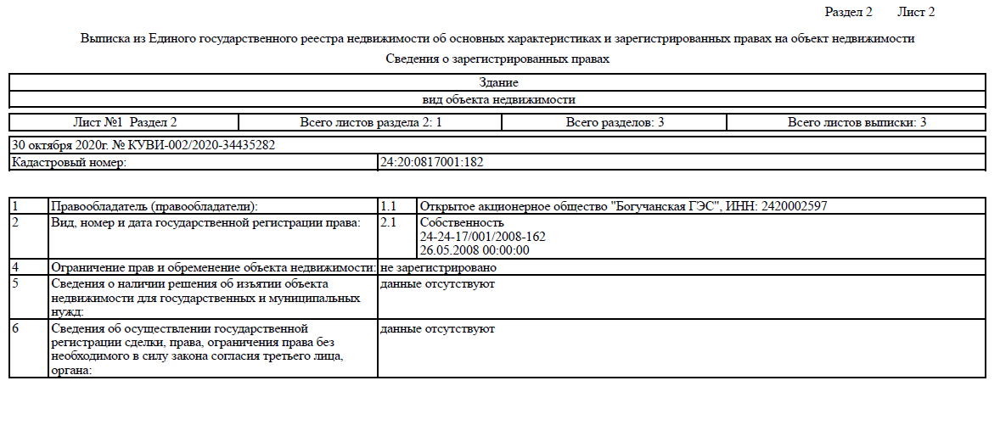 Раздел 2 Лист 2
Выписка из Единого государственного реестра недвижимости об основных характеристиках и зарегистрированных правах на объект недвижимости
Сведения о зарегистрированных правах
Здание
вид объекта недвижимости
Лист №1 Раздел 2 Всего листов раздела 2: 1 Всего разделов: 3 Всего листов выписки: 3
30 октября 2020г. № КУВИ-002/2020-34435282
Кадастровый номер: 24:20:0817001:182
1 Правообладатель (правообладатели): 1.1 Открытое акционерное общество "Богучанская ГЭС", ИНН: 2420002597
2 Вид, номер и дата государственной регистрации права: 2.1 Собственность
24-24-17/001/2008-162
26.05.2008 00:00:00
4 Ограничение прав и обременение объекта недвижимости: не зарегистрировано
5 Сведения о наличии решения об изъятии объекта
недвижимости для государственных и муниципальных
нужд:
данные отсутствуют
6 Сведения об осуществлении государственной
регистрации сделки, права, ограничения права без
необходимого в силу закона согласия третьего лица,
органа:
данные отсутствуют